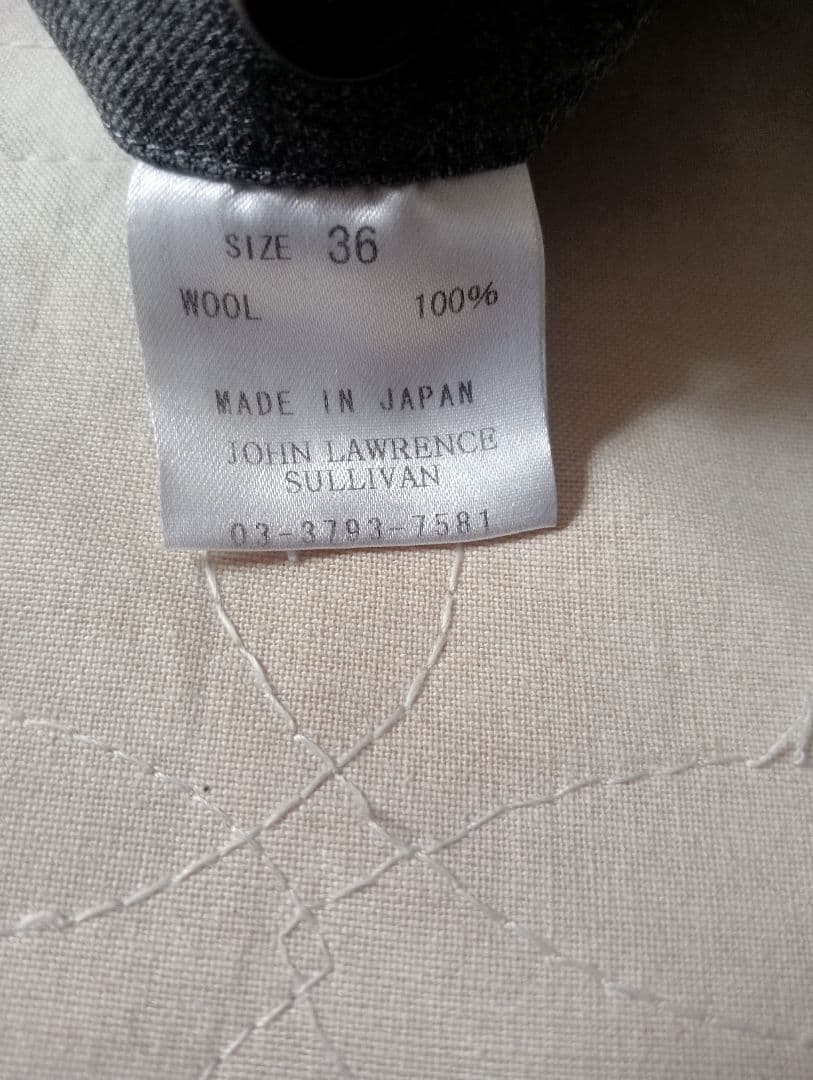 SIZE 36
WOOL 100%
MADE IN JAPAN
JOHN LAWRENCE
SULLIVAN
03-3793-7581